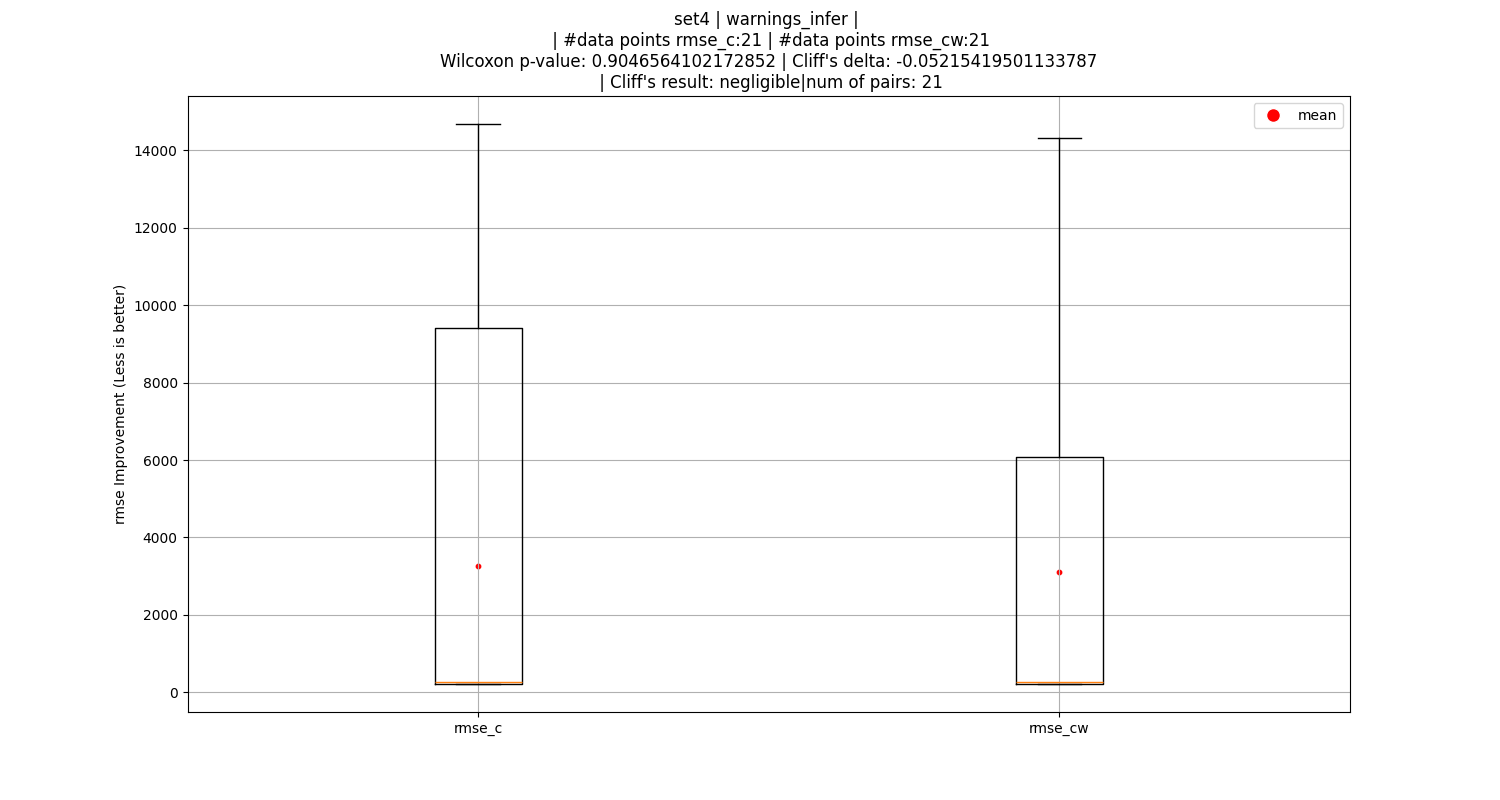 set4 | warnings_infer |
| #data points rmse_c:21 | #data points rmse_cw:21
Wilcoxon p-value: 0.9046564102172852 | Cliff's delta: -0.05215419501133787
| Cliff's result: negligible|num of pairs: 21
mean
14000
12000
10000
8000
6000
4000
2000
0
rmse Improvement (Less is better)
rmse_c
rmse_cw